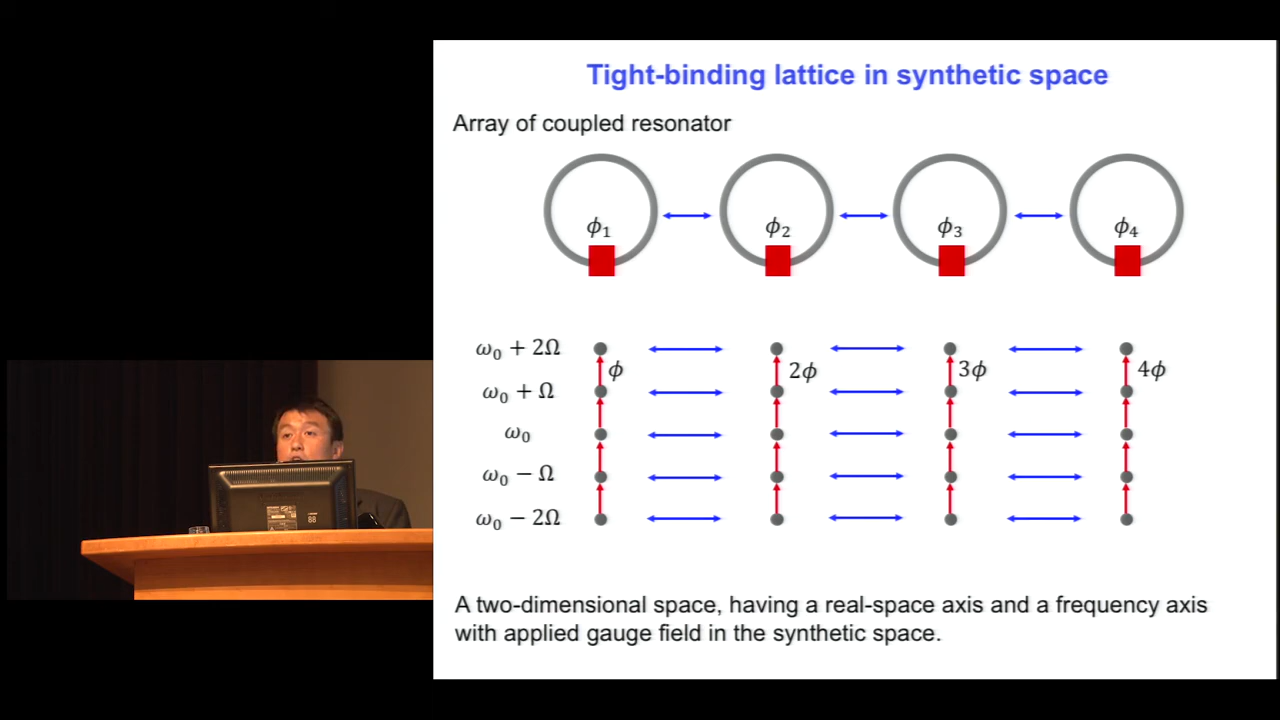 Tight-binding lattice in synthetic space
Array of coupled resonator
ϕ₁ ϕ₂ ϕ₃ ϕ₄
ω₀ + 2Ω
ϕ 2ϕ 3ϕ 4ϕ
ω₀ + Ω
ω₀
ω₀ − Ω
ω₀ − 2Ω
A two-dimensional space, having a real-space axis and a frequency axis
with applied gauge field in the synthetic space.
88